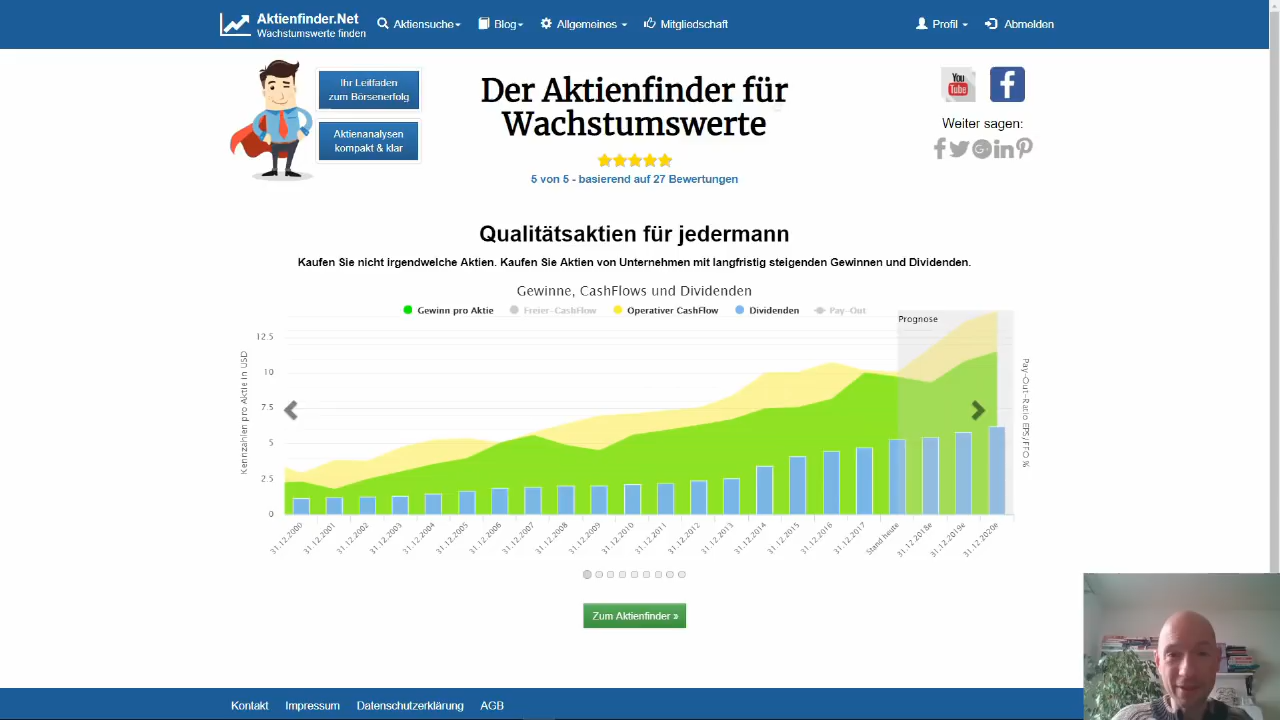 Aktienfinder.Net
Wachstumswerte finden
Aktiensuche
Blog
Allgemeines
Mitgliedschaft
Profil
Abmelden
Ihr Leitfaden
zum Börsenerfolg
Aktienanalysen
kompakt & klar
Der Aktienfinder für
Wachstumswerte
5 von 5 - basierend auf 27 Bewertungen
You
Tube
Weiter sagen:
Qualitätsaktien für jedermann
Kaufen Sie nicht irgendwelche Aktien. Kaufen Sie Aktien von Unternehmen mit langfristig steigenden Gewinnen und Dividenden.
Gewinne, CashFlows und Dividenden
Gewinn pro Aktie
Freier-CashFlow
Operativer CashFlow
Dividenden
Pay-Out
Prognose
Kennzahlen pro Aktie in USD
12.5
10
7.5
5
2.5
0
Pay-Out-Ratio EPS/FFO %
31.12.2000
31.12.2001
31.12.2002
31.12.2003
31.12.2004
31.12.2005
31.12.2006
31.12.2007
31.12.2008
31.12.2009
31.12.2010
31.12.2011
31.12.2012
31.12.2013
31.12.2014
31.12.2015
31.12.2016
31.12.2017
Stand heute
31.12.2018e
31.12.2019e
31.12.2020e
Zum Aktienfinder »
Kontakt
Impressum
Datenschutzerklärung
AGB